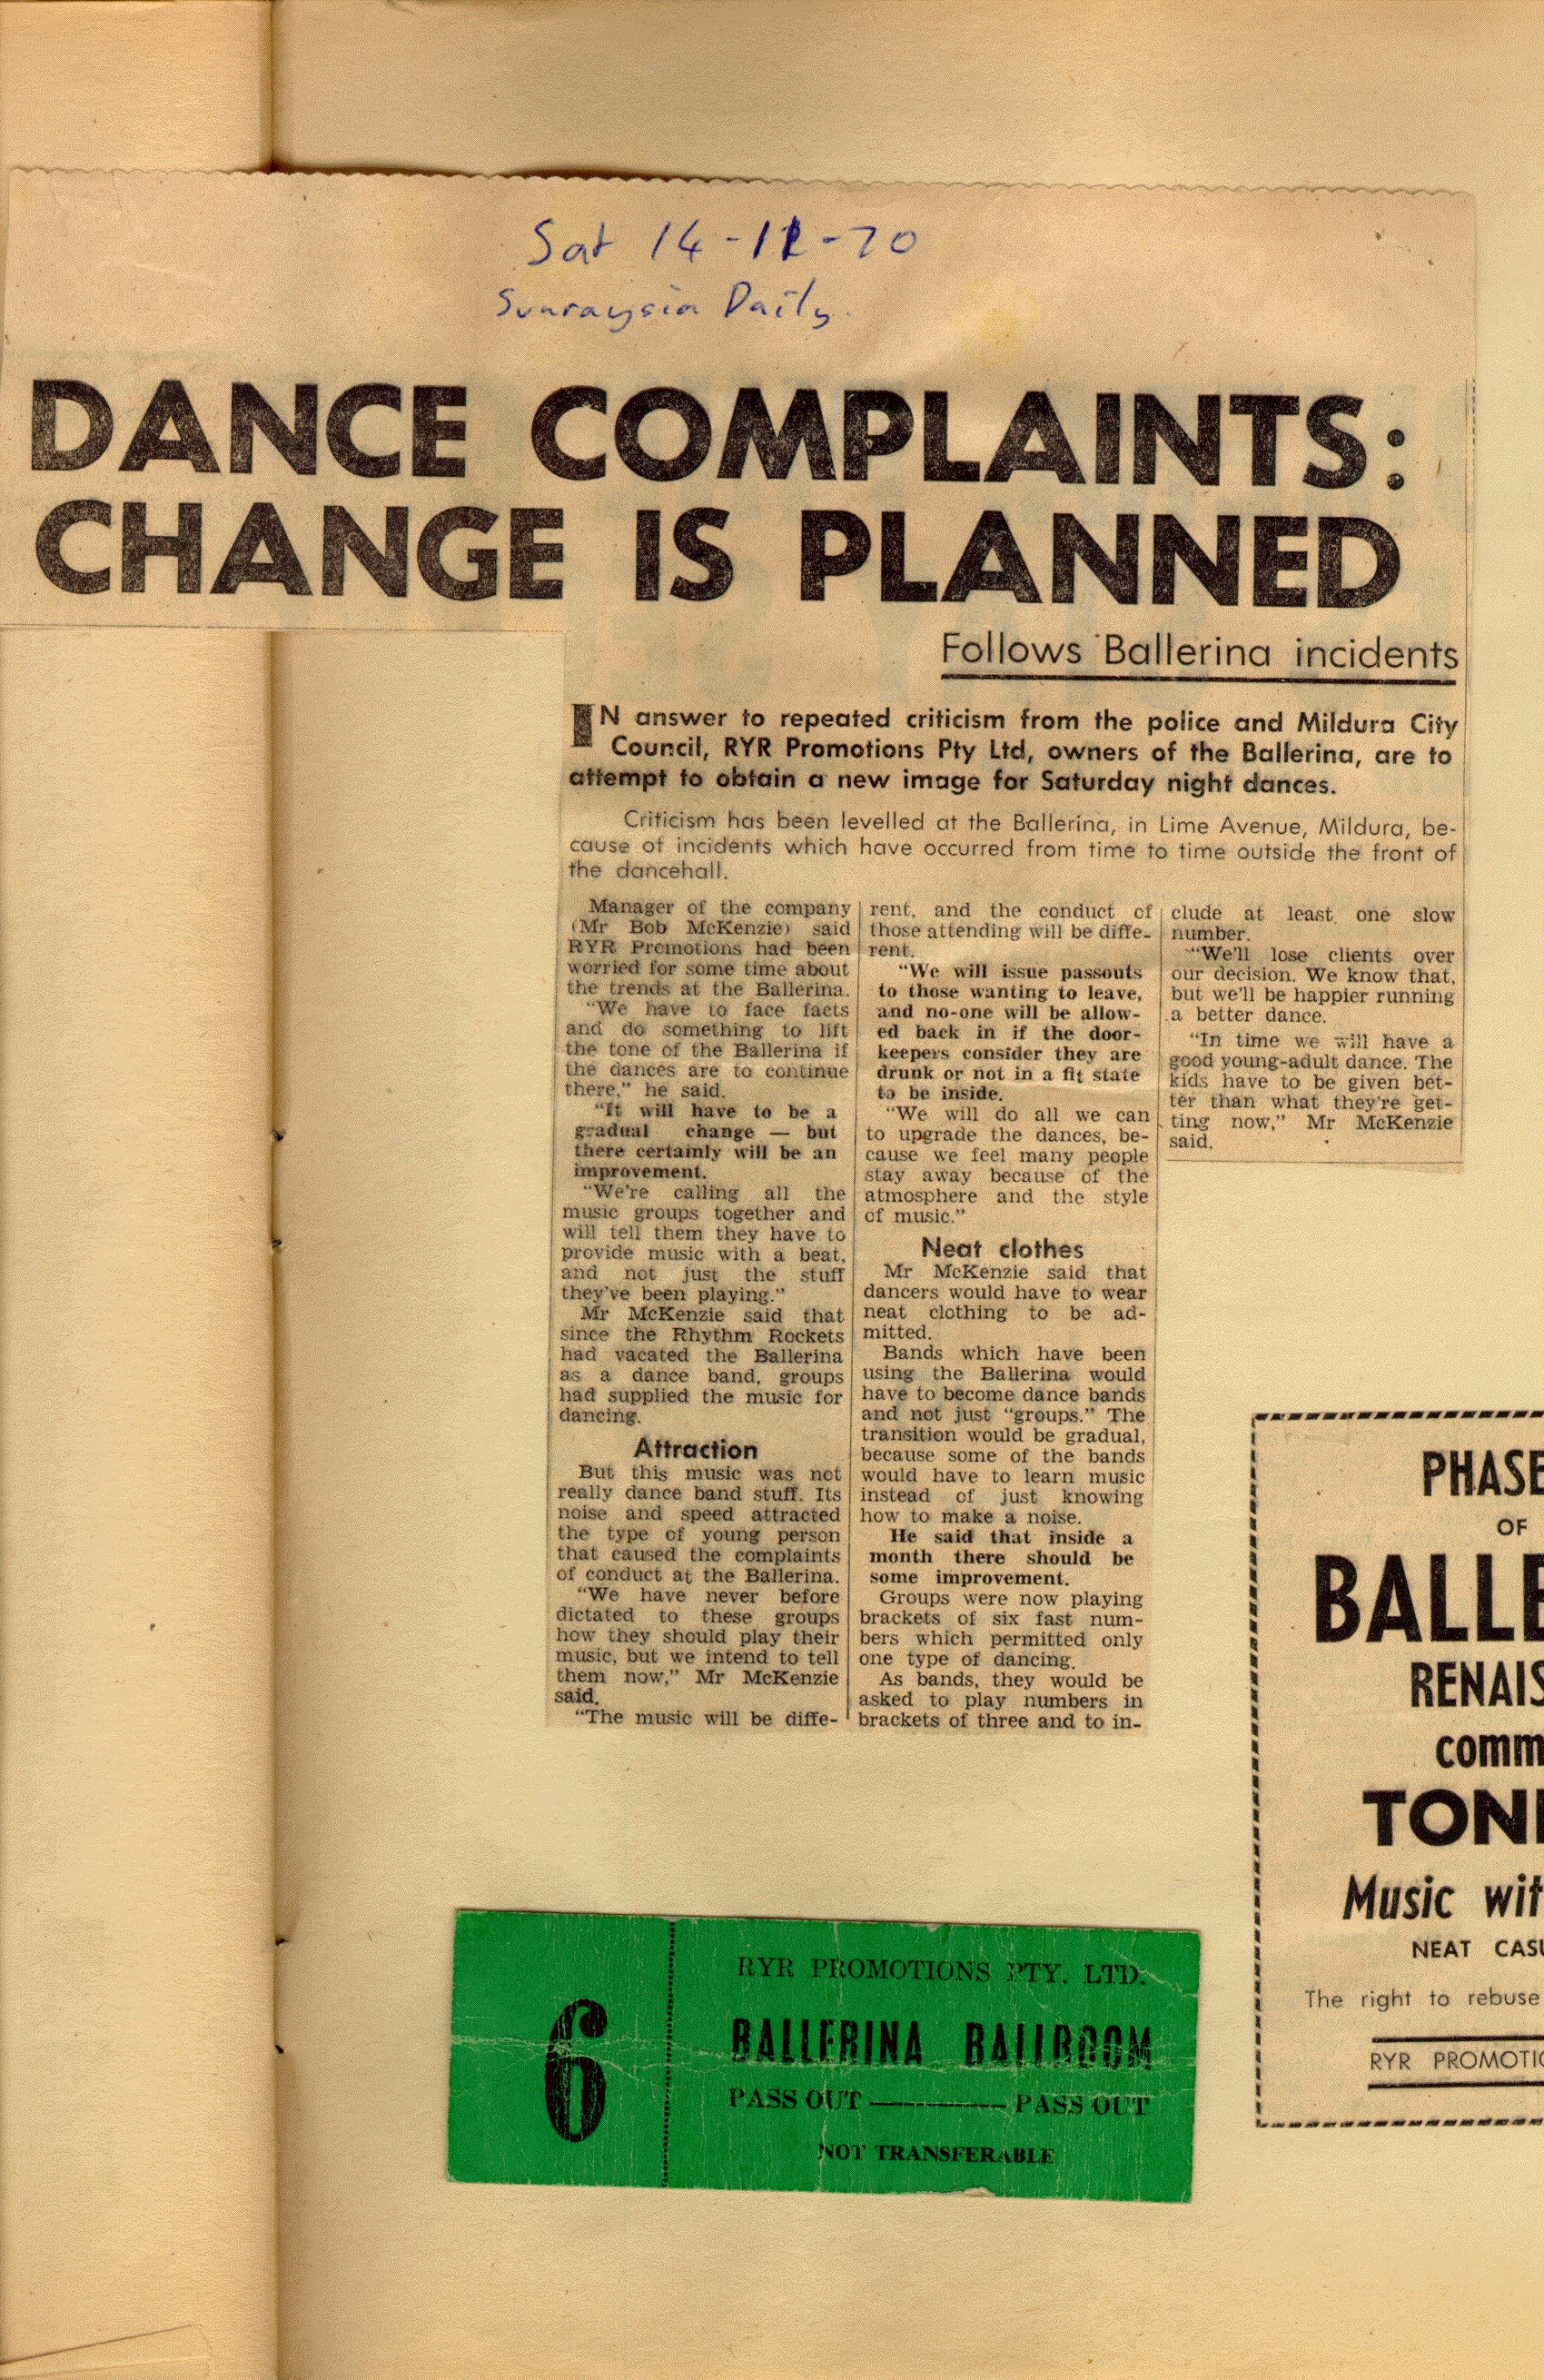 Sat 14-11-70
Sunraysia Daily.
DANCE COMPLAINTS:
CHANGE IS PLANNED
Follows Ballerina incidents
IN answer to repeated criticism from the police and Mildura City
Council, RYR Promotions Pty Ltd, owners of the Ballerina, are to
attempt to obtain a new image for Saturday night dances.
Criticism has been levelled at the Ballerina, in Lime Avenue, Mildura, be-
cause of incidents which have occurred from time to time outside the front of
the dancehall.
Manager of the company
(Mr Bob McKenzie) said
RYR Promotions had been
worried for some time about
the trends at the Ballerina.
"We have to face facts
and do something to lift
the tone of the Ballerina if
the dances are to continue
there," he said.
"It will have to be a
gradual change — but
there certainly will be an
improvement.
"We're calling all the
music groups together and
will tell them they have to
provide music with a beat,
and not just the stuff
they've been playing."
Mr McKenzie said that
since the Rhythm Rockets
had vacated the Ballerina
as a dance band, groups
had supplied the music for
dancing.
Attraction
But this music was not
really dance band stuff. Its
noise and speed attracted
the type of young person
that caused the complaints
of conduct at the Ballerina.
"We have never before
dictated to these groups
how they should play their
music, but we intend to tell
them now," Mr McKenzie
said.
"The music will be diffe-
rent, and the conduct of
those attending will be diffe-
rent.
"We will issue passouts
to those wanting to leave,
and no-one will be allow-
ed back in if the door-
keepers consider they are
drunk or not in a fit state
to be inside.
"We will do all we can
to upgrade the dances, be-
cause we feel many people
stay away because of the
atmosphere and the style
of music."
Neat clothes
Mr McKenzie said that
dancers would have to wear
neat clothing to be ad-
mitted.
Bands which have been
using the Ballerina would
have to become dance bands
and not just "groups." The
transition would be gradual,
because some of the bands
would have to learn music
instead of just knowing
how to make a noise.
He said that inside a
month there should be
some improvement.
Groups were now playing
brackets of six fast num-
bers which permitted only
one type of dancing.
As bands, they would be
asked to play numbers in
brackets of three and to in-
clude at least one slow
number.
"We'll lose clients over
our decision. We know that,
but we'll be happier running
a better dance.
"In time we will have a
good young-adult dance. The
kids have to be given bet-
ter than what they're get-
ting now," Mr McKenzie
said.
PHASE
OF
BALLE
RENAIS
comm
TONI
Music wit
NEAT CASU
The right to rebuse
RYR PROMOTIO
6
RYR PROMOTIONS PTY. LTD.
BALLERINA BALLROOM
PASS OUT ———— PASS OUT
NOT TRANSFERABLE